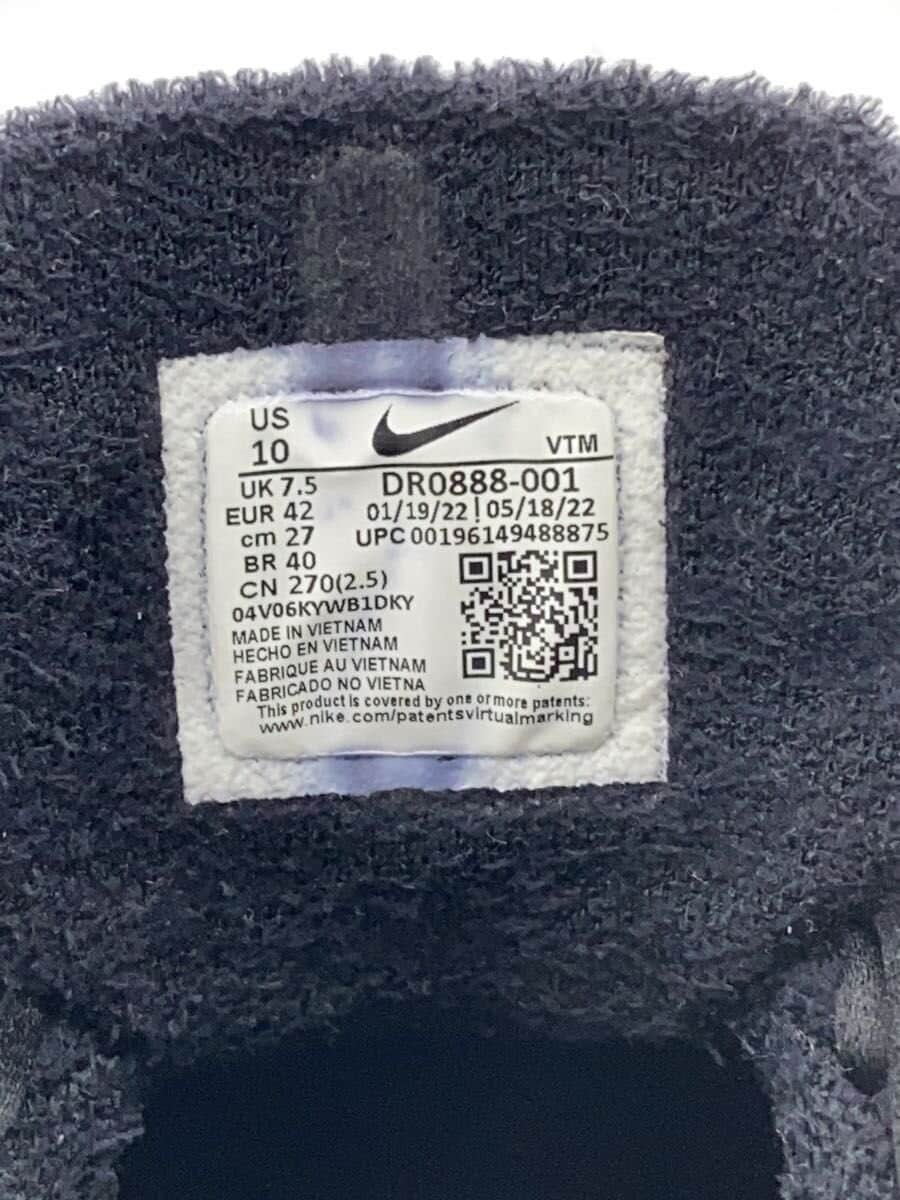 US
10
VTM
UK 7.5
DR0888-001
EUR 42
01/19/22 | 05/18/22
cm 27
UPC 00196149488875
BR 40
CN 270(2.5)
04V06KYWB1DKY
MADE IN VIETNAM
HECHO EN VIETNAM
FABRIQUE AU VIETNAM
FABRICADO NO VIETNA
This product is covered by one or more patents:
www.nike.com/patentsvirtualmarking